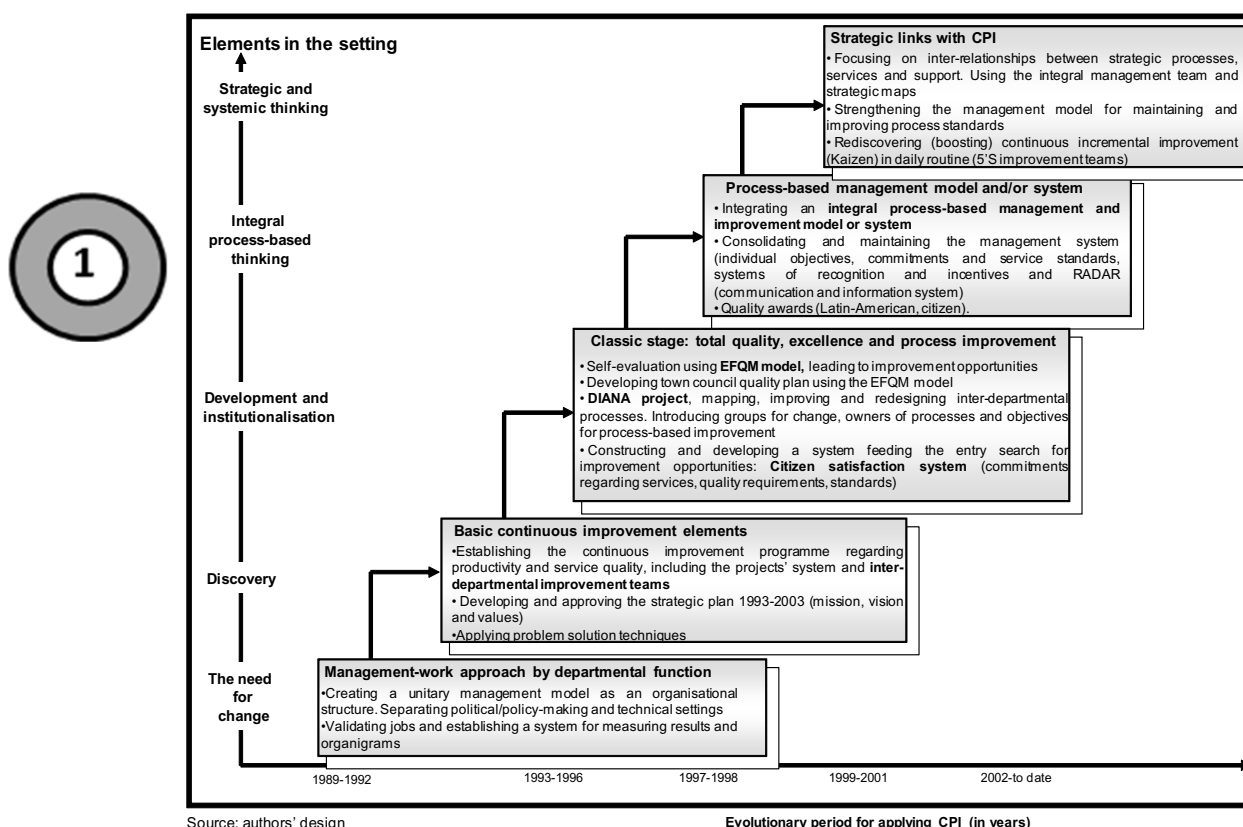 Elements in the setting
Strategic and
systemic thinking
Integral
process-based
thinking
Development and
institutionalisation
Discovery
The need
for
change
1
Strategic links with CPI
• Focusing on inter-relationships between strategic processes,
services and support. Using the integral management team and
strategic maps
• Strengthening the management model for maintaining and
improving process standards
• Rediscovering (boosting) continuous incremental improvement
(Kaizen) in daily routine (5'S improvement teams)
Process-based management model and/or system
• Integrating an integral process-based management and
improvement model or system
• Consolidating and maintaining the management system
(individual objectives, commitments and service standards,
systems of recognition and incentives and RADAR
(communication and information system)
• Quality awards (Latin-American, citizen).
Classic stage: total quality, excellence and process improvement
• Self-evaluation using EFQM model, leading to improvement opportunities
• Developing town council quality plan using the EFQM model
• DIANA project, mapping, improving and redesigning inter-departmental
processes. Introducing groups for change, owners of processes and objectives
for process-based improvement
• Constructing and developing a system feeding the entry search for
improvement opportunities: Citizen satisfaction system (commitments
regarding services, quality requirements, standards)
Basic continuous improvement elements
•Establishing the continuous improvement programme regarding
productivity and service quality, including the projects' system and inter-
departmental improvement teams
• Developing and approving the strategic plan 1993-2003 (mission, vision
and values)
•Applying problem solution techniques
Management-work approach by departmental function
•Creating a unitary management model as an organisational
structure. Separating political/policy-making and technical settings
•Validating jobs and establishing a system for measuring results and
organigrams
1989-1992
1993-1996
1997-1998
1999-2001
2002-to date
Source: authors' design
Evolutionary period for applying CPI (in years)